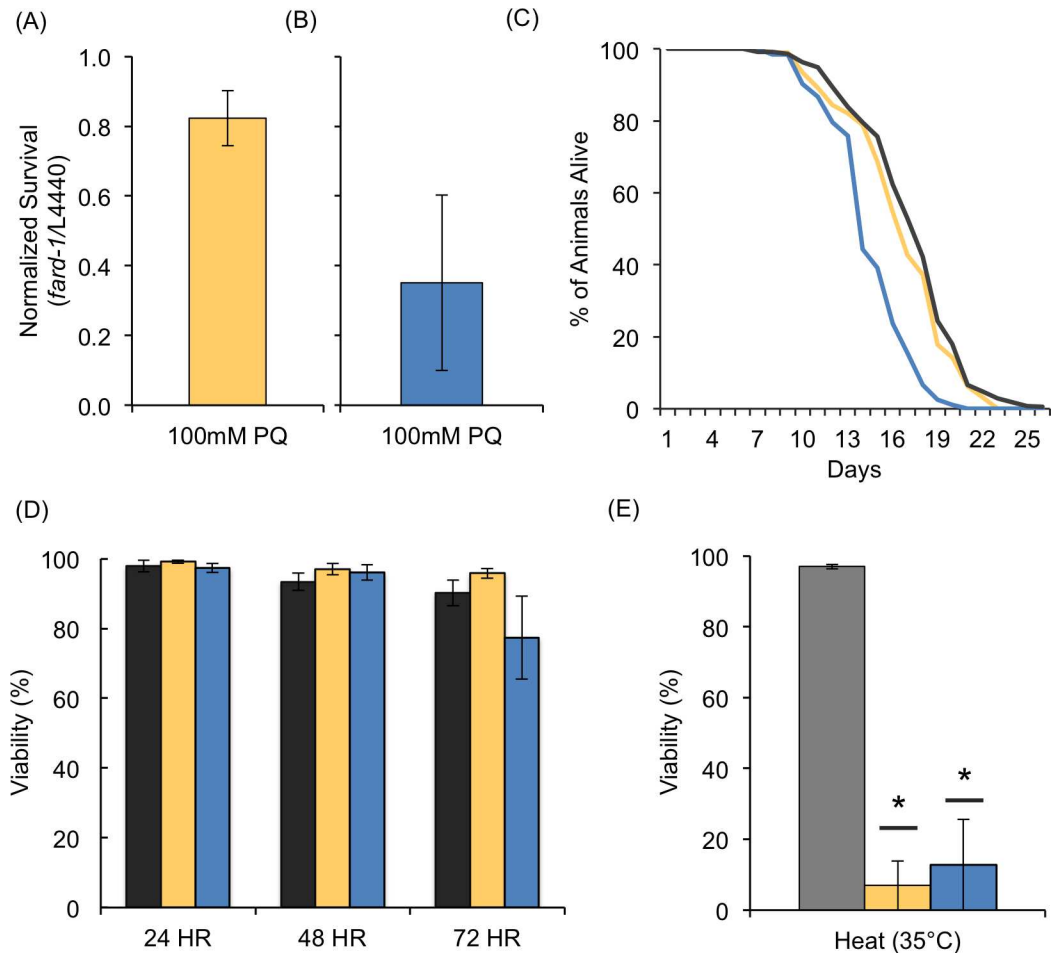 (A)
Normalized Survival
(fard-1/L4440)
1.0
0.8
0.6
0.4
0.2
0.0
100mM PQ
(B)
100mM PQ
(C)
% of Animals Alive
100
80
60
40
20
0
1 4 7 10 13 16 19 22 25
Days
(D)
Viability (%)
100
80
60
40
20
0
24 HR 48 HR 72 HR
(E)
Viability (%)
100
80
60
40
20
0
* *
Heat (35°C)